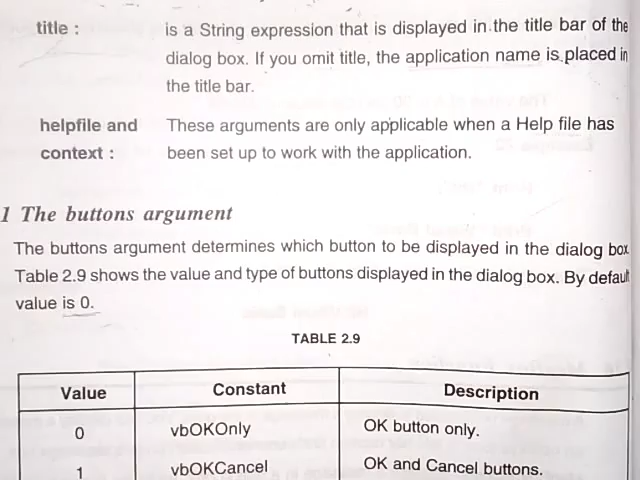 title : is a String expression that is displayed in the title bar of the
dialog box. If you omit title, the application name is placed in
the title bar.
helpfile and These arguments are only applicable when a Help file has
context : been set up to work with the application.
1 The buttons argument
The buttons argument determines which button to be displayed in the dialog box
Table 2.9 shows the value and type of buttons displayed in the dialog box. By default
value is 0.
TABLE 2.9
Value Constant Description
0 vbOKOnly OK button only.
1 vbOKCancel OK and Cancel buttons.